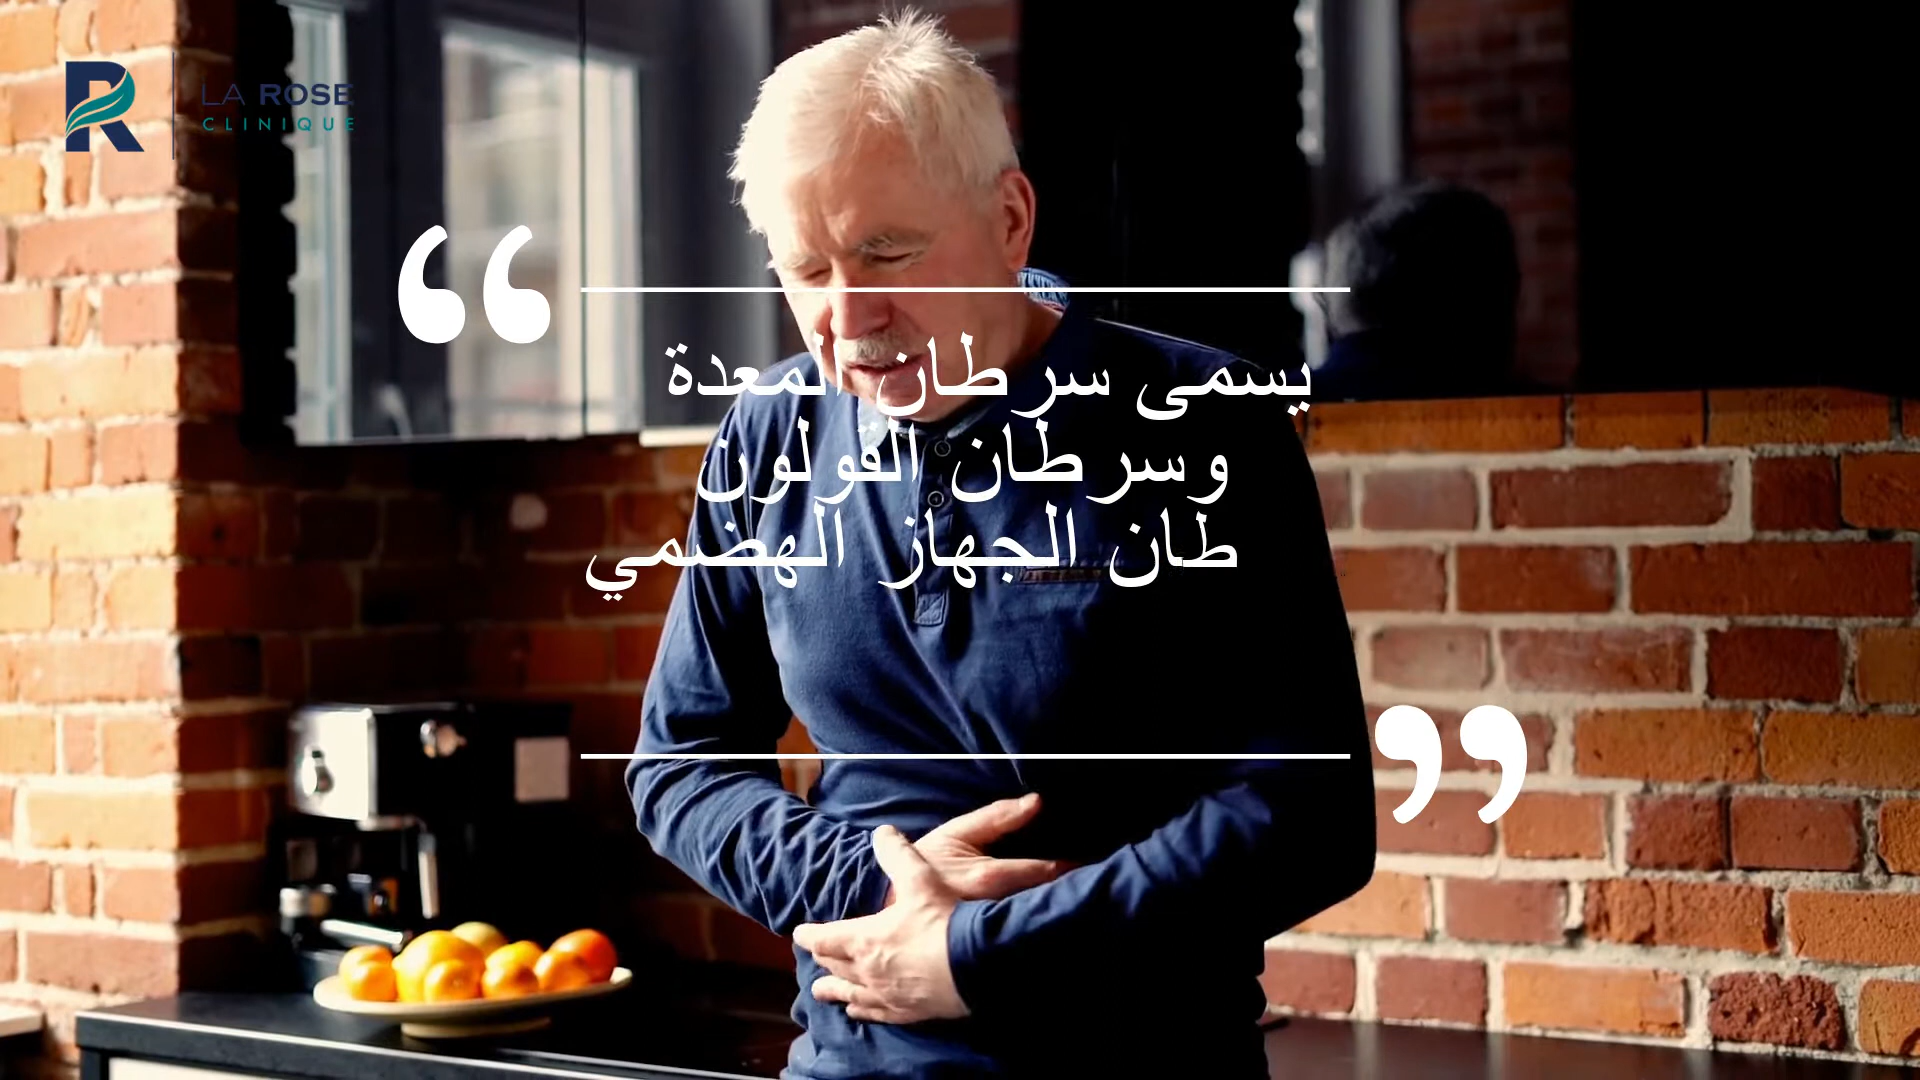 LA ROSE
CLINIQUE
“
يسمى سرطان المعدة
وسرطان القولون
طان الجهاز الهضمي
”